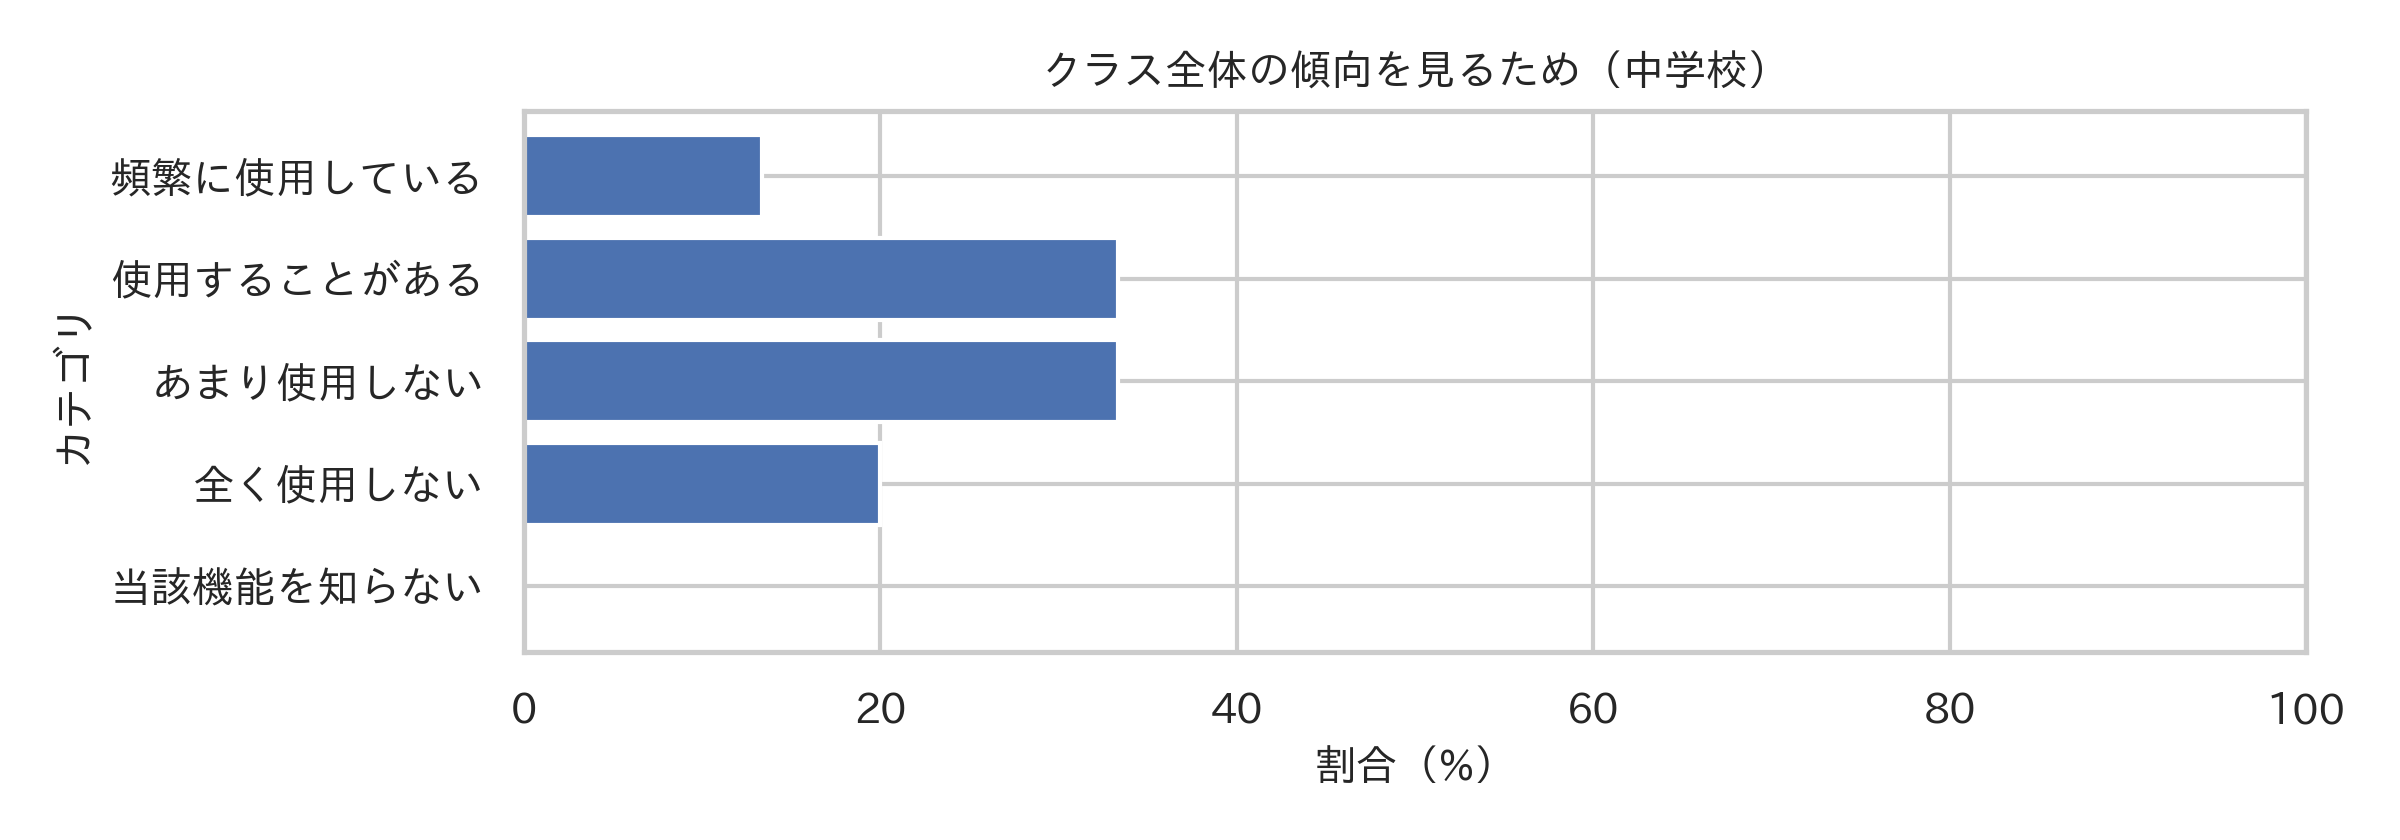 クラス全体の傾向を見るため（中学校）
頻繁に使用している
使用することがある
あまり使用しない
全く使用しない
当該機能を知らない
カテゴリ
0 20 40 60 80 100
割合（%）